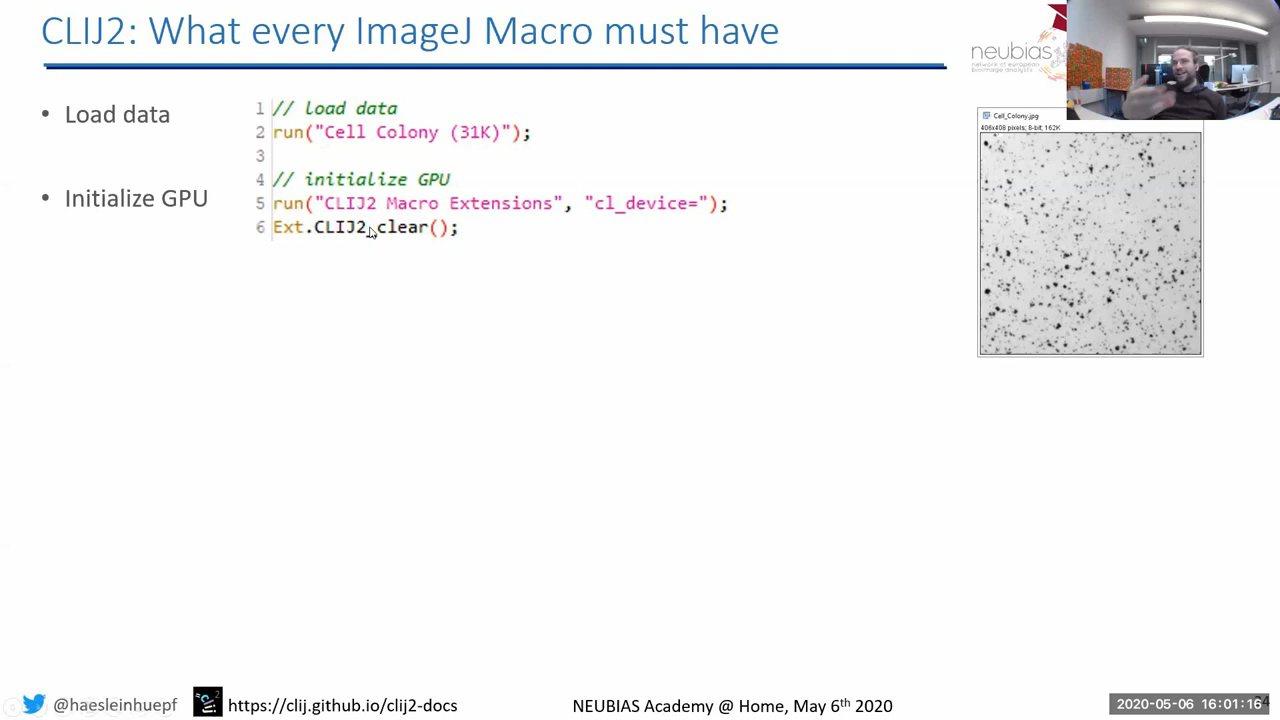 CLIJ2: What every ImageJ Macro must have
neubias
network of european
bioimage analysts
• Load data
• Initialize GPU
1 // load data
2 run("Cell Colony (31K)");
3
4 // initialize GPU
5 run("CLIJ2 Macro Extensions", "cl_device=");
6 Ext.CLIJ2_clear();
Cell_Colony.jpg
406x408 pixels; 8-bit; 162K
@haesleinhuepf
https://clij.github.io/clij2-docs
NEUBIAS Academy @ Home, May 6th 2020
2020-05-06 16:01:16